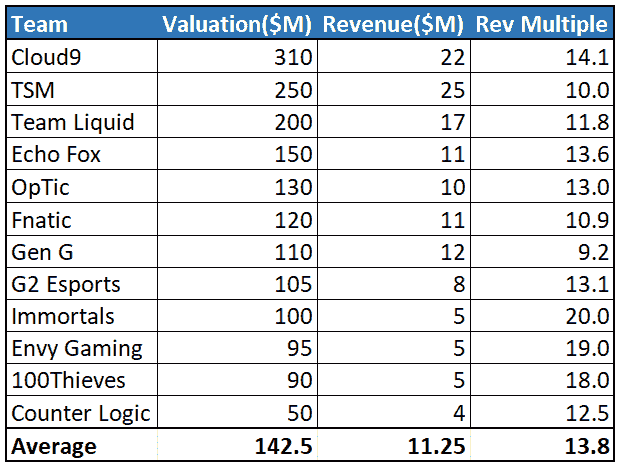 Team Valuation($M) Revenue($M) Rev Multiple
Cloud9 310 22 14.1
TSM 250 25 10.0
Team Liquid 200 17 11.8
Echo Fox 150 11 13.6
OpTic 130 10 13.0
Fnatic 120 11 10.9
Gen G 110 12 9.2
G2 Esports 105 8 13.1
Immortals 100 5 20.0
Envy Gaming 95 5 19.0
100Thieves 90 5 18.0
Counter Logic 50 4 12.5
Average 142.5 11.25 13.8